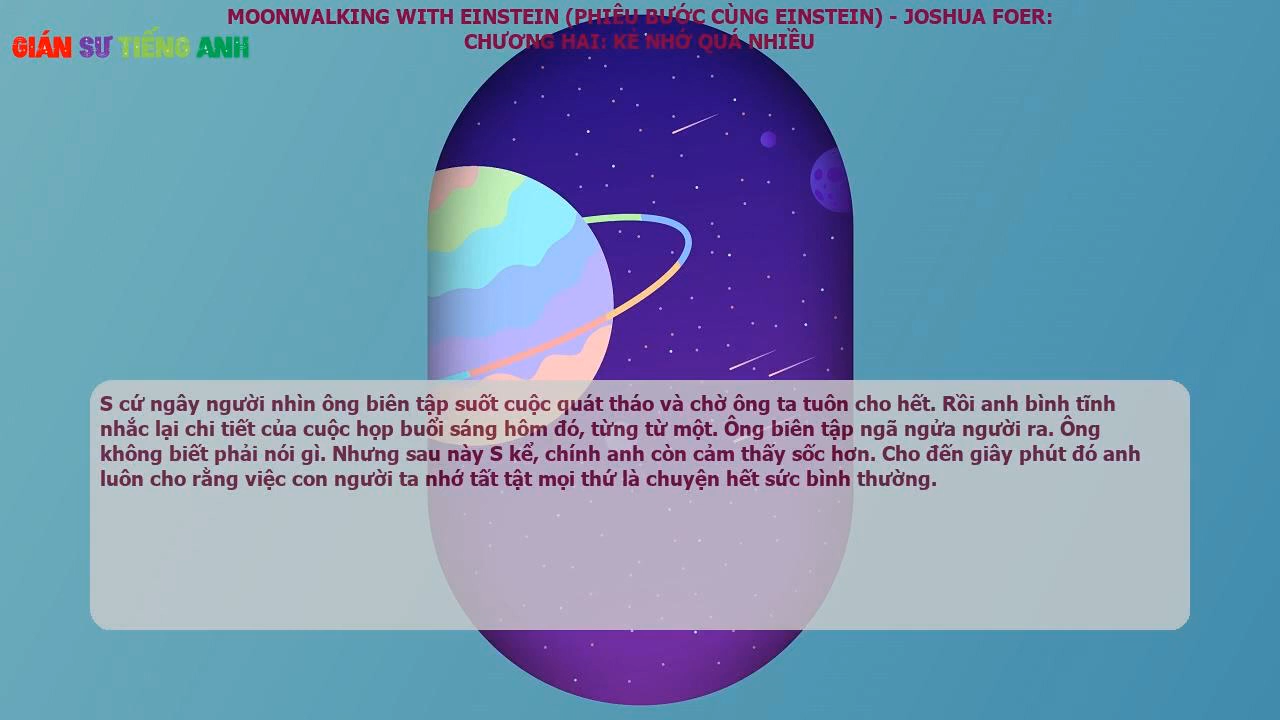 MOONWALKING WITH EINSTEIN (PHIÊU BƯỚC CÙNG EINSTEIN) - JOSHUA FOER:
CHƯƠNG HAI: KẺ NHỚ QUÁ NHIỀU
GIÁN SƯ TIẾNG ANH
S cứ ngây người nhìn ông biên tập suốt cuộc quát tháo và chờ ông ta tuôn cho hết. Rồi anh bình tĩnh
nhắc lại chi tiết của cuộc họp buổi sáng hôm đó, từng từ một. Ông biên tập ngã ngửa người ra. Ông
không biết phải nói gì. Nhưng sau này S kể, chính anh còn cảm thấy sốc hơn. Cho đến giây phút đó anh
luôn cho rằng việc con người ta nhớ tất tật mọi thứ là chuyện hết sức bình thường.